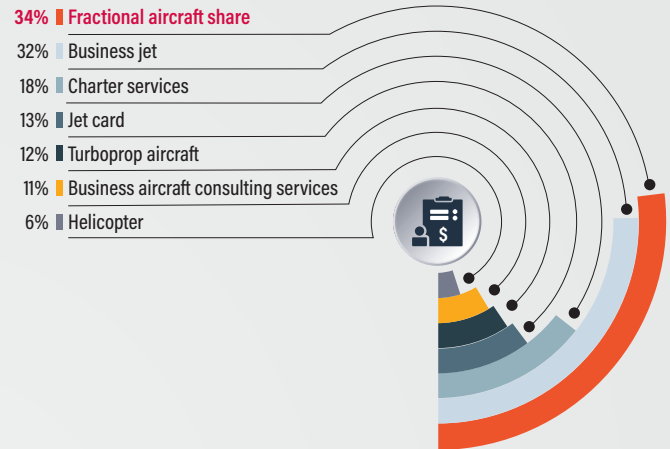 34% Fractional aircraft share
32% Business jet
18% Charter services
13% Jet card
12% Turboprop aircraft
11% Business aircraft consulting services
6% Helicopter
$